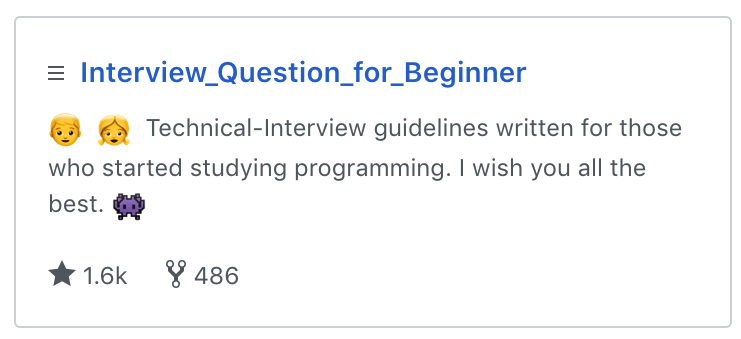 Interview_Question_for_Beginner
👦 👧 Technical-Interview guidelines written for those
who started studying programming. I wish you all the
best. 👾
1.6k 486